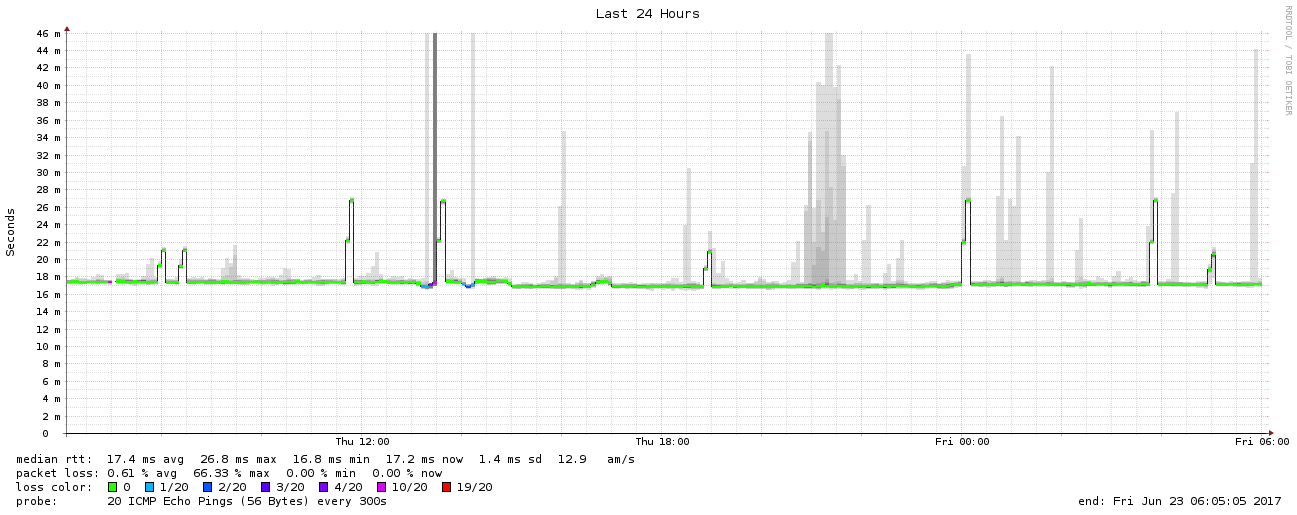 Last 24 Hours
RRDTOOL / TOBI OETIKER
Seconds
46 m
44 m
42 m
40 m
38 m
36 m
34 m
32 m
30 m
28 m
26 m
24 m
22 m
20 m
18 m
16 m
14 m
12 m
10 m
8 m
6 m
4 m
2 m
0
Thu 12:00 Thu 18:00 Fri 00:00 Fri 06:00
median rtt: 17.4 ms avg 26.8 ms max 16.8 ms min 17.2 ms now 1.4 ms sd 12.9 am/s
packet loss: 0.61 % avg 66.33 % max 0.00 % min 0.00 % now
loss color: 0 1/20 2/20 3/20 4/20 10/20 19/20
probe: 20 ICMP Echo Pings (56 Bytes) every 300s end: Fri Jun 23 06:05:05 2017